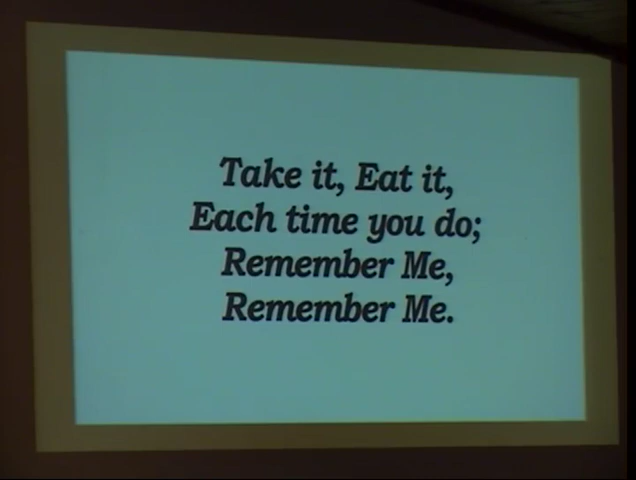 Take it, Eat it,
Each time you do;
Remember Me,
Remember Me.